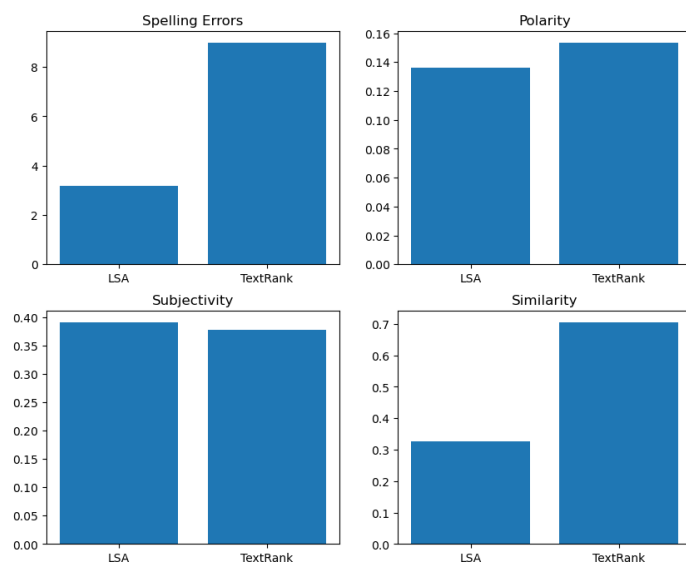 Spelling Errors
8
6
4
2
0
LSA
TextRank
Polarity
0.16
0.14
0.12
0.10
0.08
0.06
0.04
0.02
0.00
LSA
TextRank
Subjectivity
0.40
0.35
0.30
0.25
0.20
0.15
0.10
0.05
0.00
LSA
TextRank
Similarity
0.7
0.6
0.5
0.4
0.3
0.2
0.1
0.0
LSA
TextRank